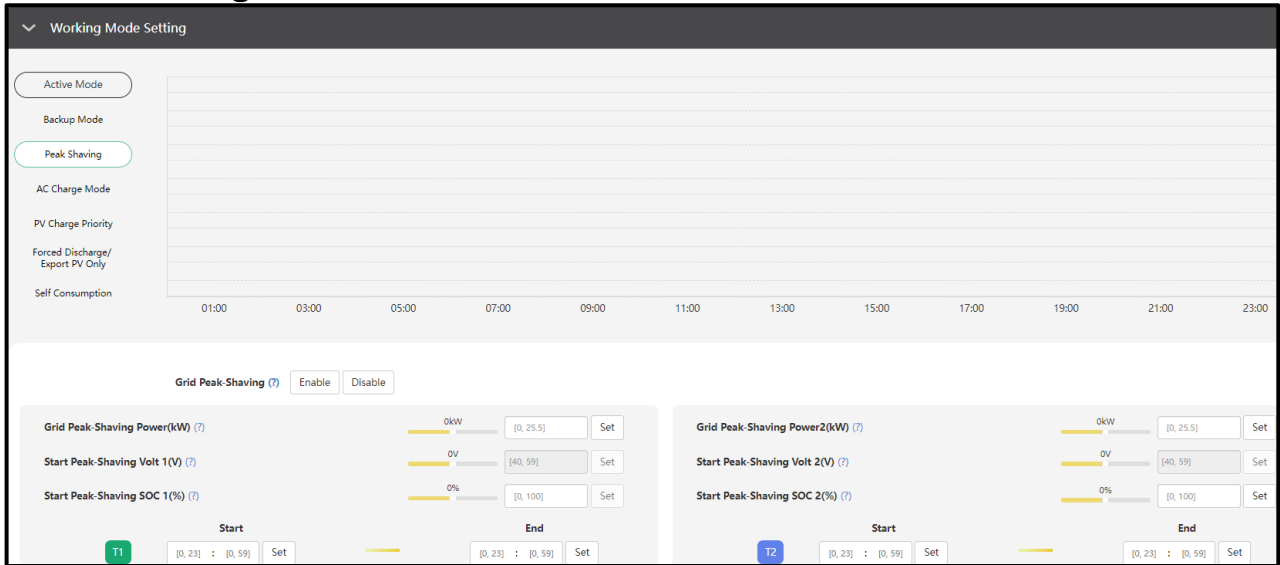 Working Mode Setting
Active Mode
Backup Mode
Peak Shaving
AC Charge Mode
PV Charge Priority
Forced Discharge/
Export PV Only
Self Consumption
01:00 03:00 05:00 07:00 09:00 11:00 13:00 15:00 17:00 19:00 21:00 23:00
Grid Peak-Shaving (?) Enable Disable
Grid Peak-Shaving Power(kW) (?) 0kW [0, 25.5] Set
Start Peak-Shaving Volt 1(V) (?) 0V [40, 59] Set
Start Peak-Shaving SOC 1(%) (?) 0% [0, 100] Set
Start End
T1 [0, 23] : [0, 59] Set [0, 23] : [0, 59] Set
Grid Peak-Shaving Power2(kW) (?) 0kW [0, 25.5] Set
Start Peak-Shaving Volt 2(V) (?) 0V [40, 59] Set
Start Peak-Shaving SOC 2(%) (?) 0% [0, 100] Set
Start End
T2 [0, 23] : [0, 59] Set [0, 23] : [0, 59] Set